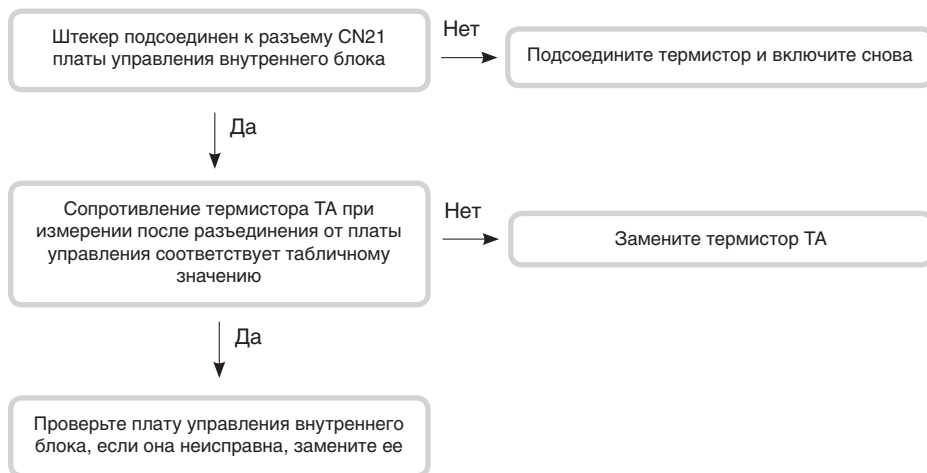 Штекер подсоединен к разъему CN21
платы управления внутреннего блока
Нет
Подсоедините термистор и включите снова
Да
Сопротивление термистора TA при
измерении после разъединения от платы
управления соответствует табличному
значению
Нет
Замените термистор TA
Да
Проверьте плату управления внутреннего
блока, если она неисправна, замените ее